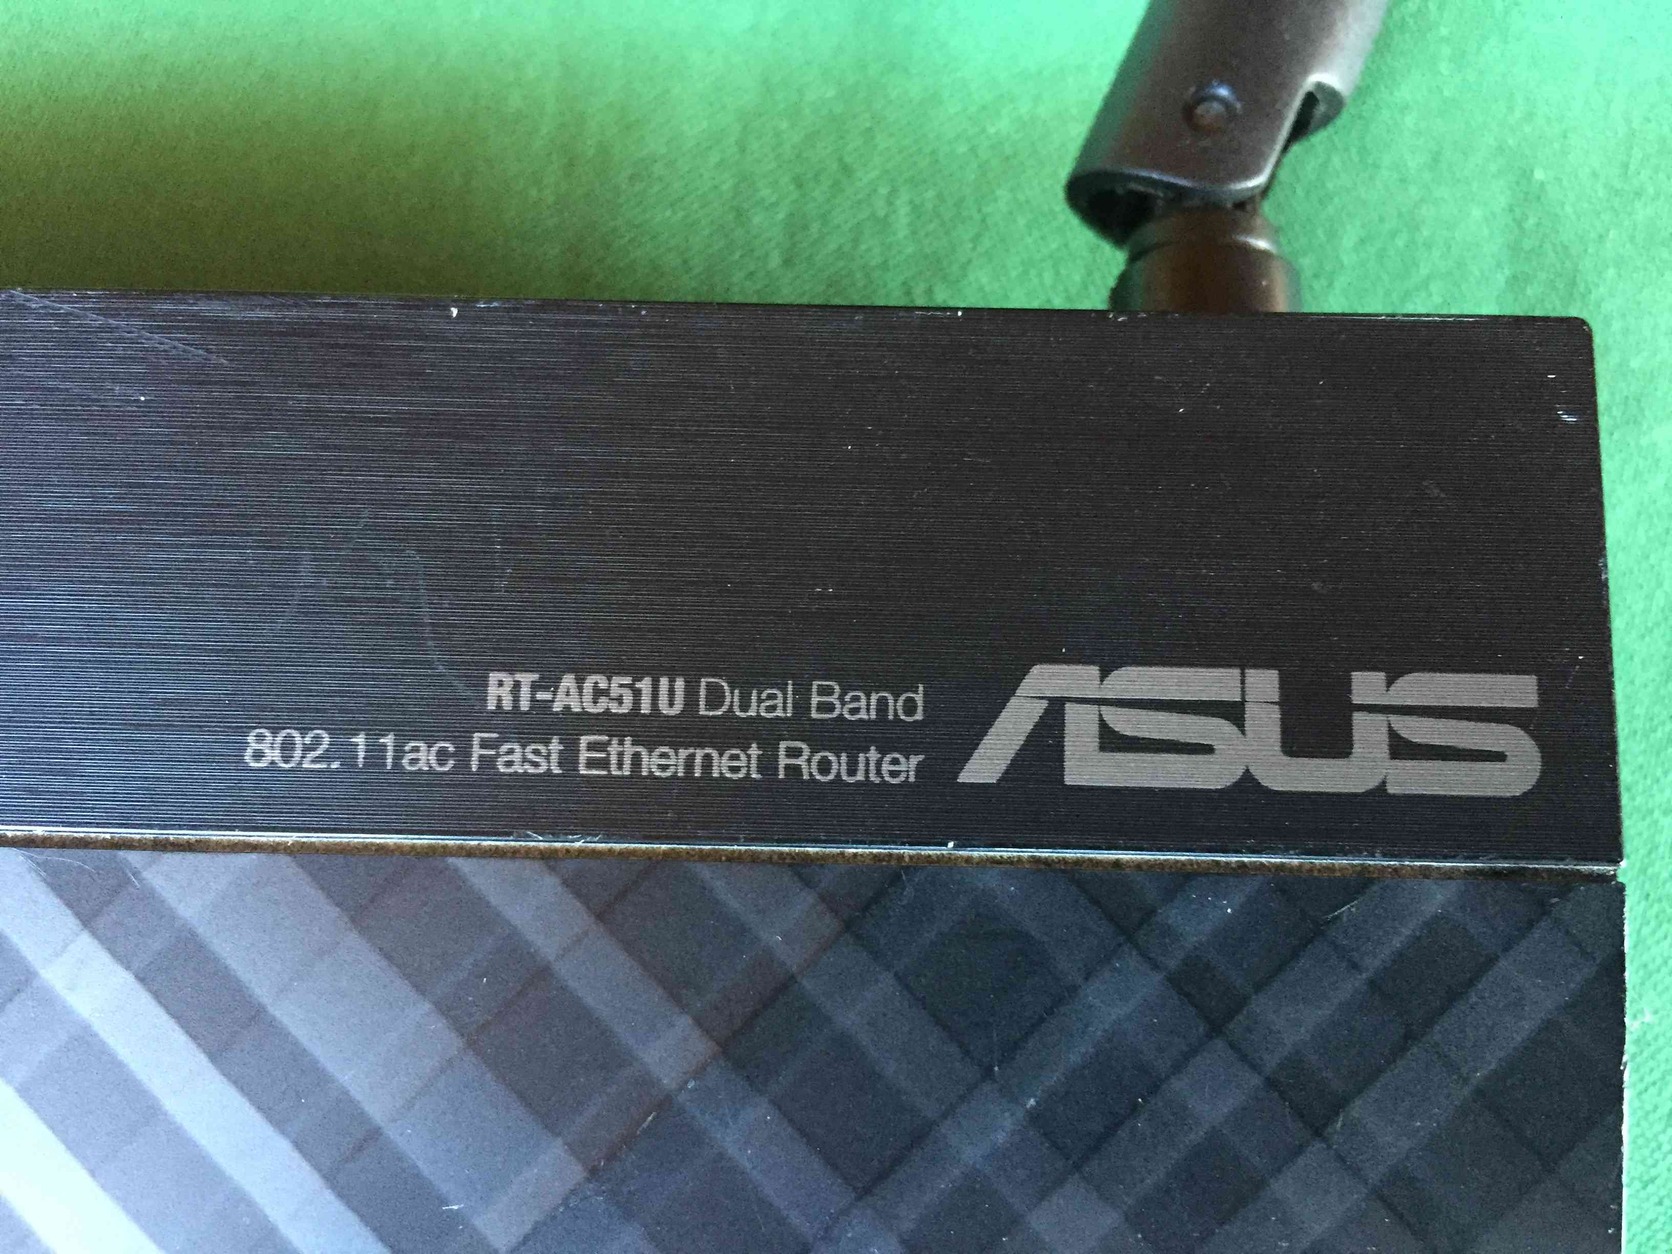 RT-AC51U Dual Band
802.11ac Fast Ethernet Router
ASUS